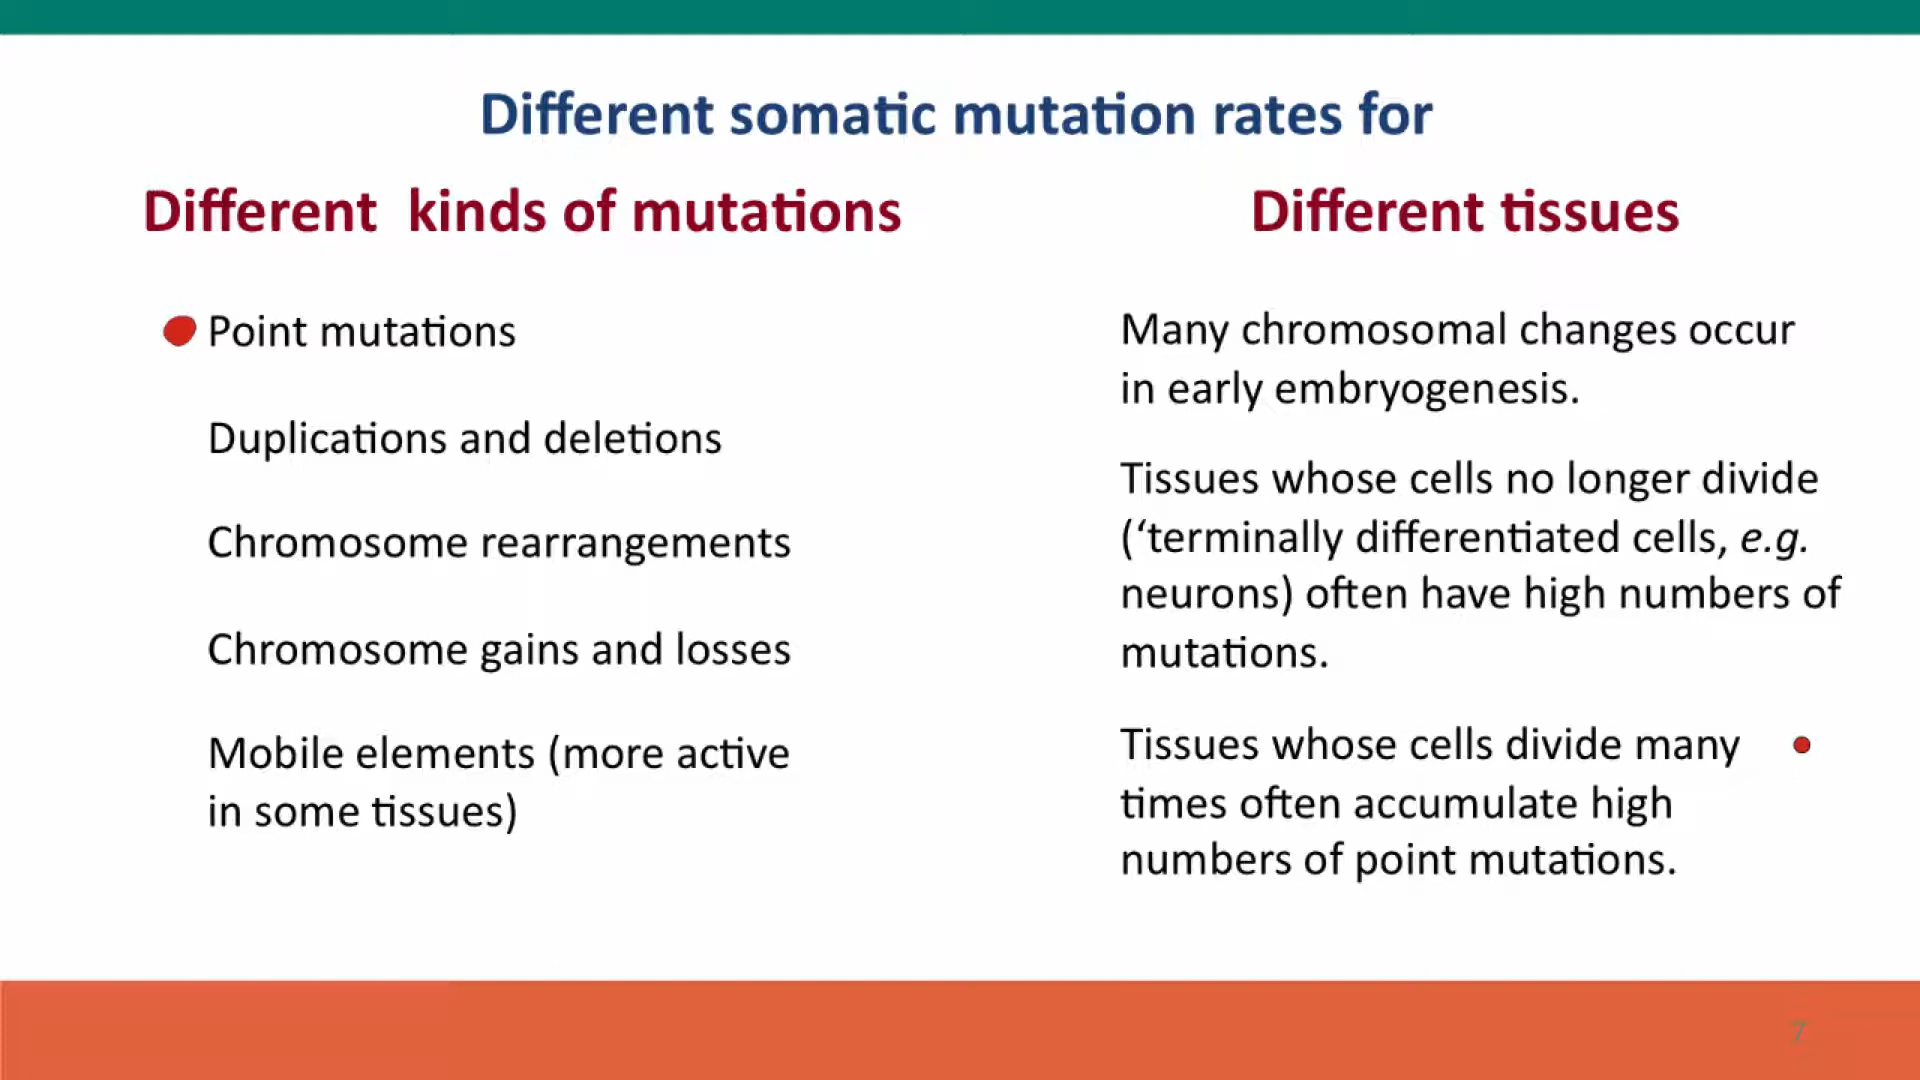 Different somatic mutation rates for
Different kinds of mutations
Point mutations
Duplications and deletions
Chromosome rearrangements
Chromosome gains and losses
Mobile elements (more active
in some tissues)
Different tissues
Many chromosomal changes occur
in early embryogenesis.
Tissues whose cells no longer divide
(‘terminally differentiated cells, e.g.
neurons) often have high numbers of
mutations.
Tissues whose cells divide many
times often accumulate high
numbers of point mutations.
7